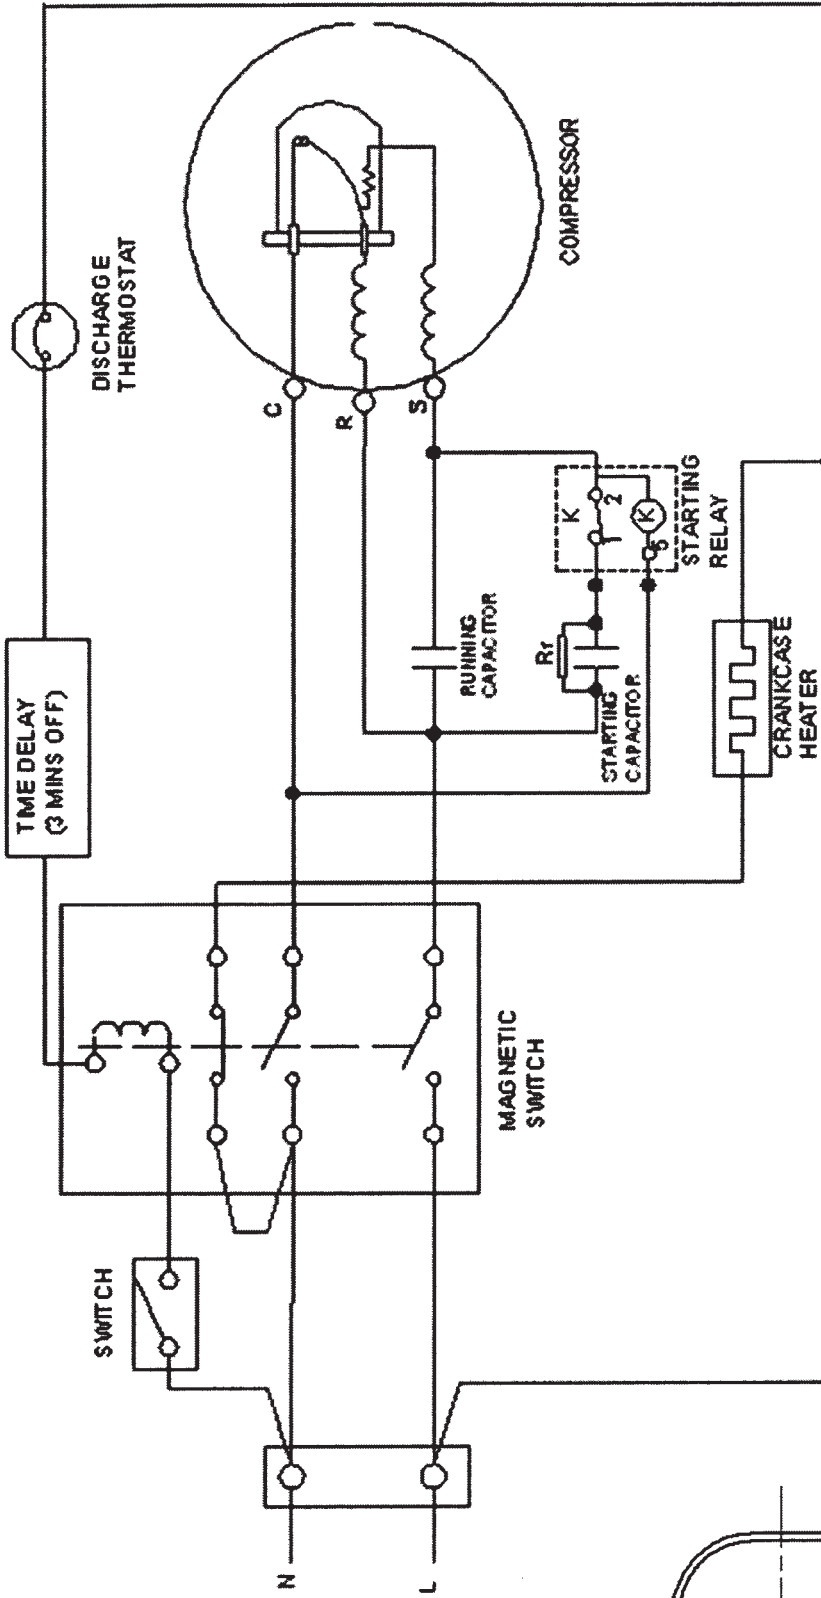 DISCHARGE
THERMOSTAT
TIME DELAY
(3 MINS OFF)
COMPRESSOR
C
R
S
SWITCH
MAGNETIC
SWITCH
RUNNING
CAPACITOR
K
2
1
K
5
STARTING
RELAY
Rr
STARTING
CAPACITOR
CRANKCASE
HEATER
N
L